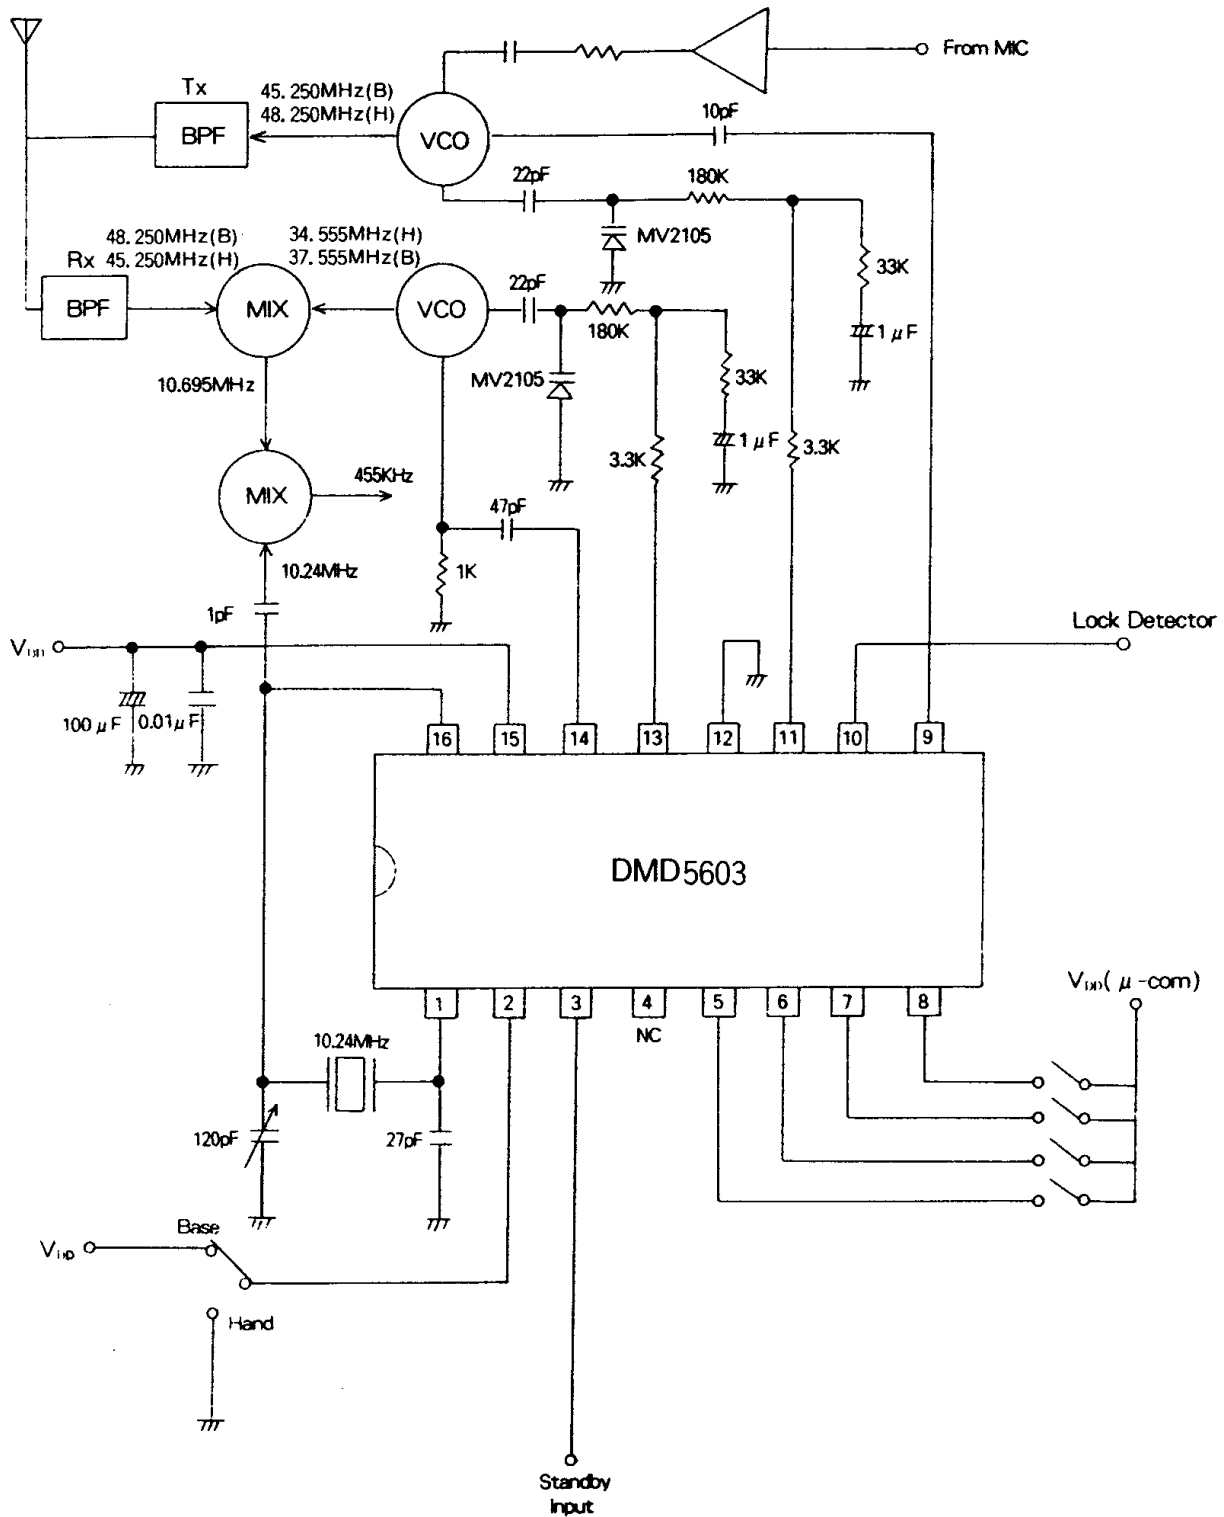 From MIC
Tx
45.250MHz(B)
48.250MHz(H)
BPF
VCO
10pF
22pF
180K
MV2105
33K
1μF
48.250MHz(B)
Rx 45.250MHz(H)
34.555MHz(H)
37.555MHz(B)
BPF
MIX
VCO
22pF
180K
MV2105
33K
1μF
10.695MHz
3.3K
3.3K
MIX
455KHz
47pF
10.24MHz
1K
1pF
Lock Detector
VDD
100μF
0.01μF
16
15
14
13
12
11
10
9
DMD5603
1
2
3
4
5
6
7
8
NC
VDD(μ-com)
10.24MHz
120pF
27pF
Base
VDD
Hand
Standby
Input